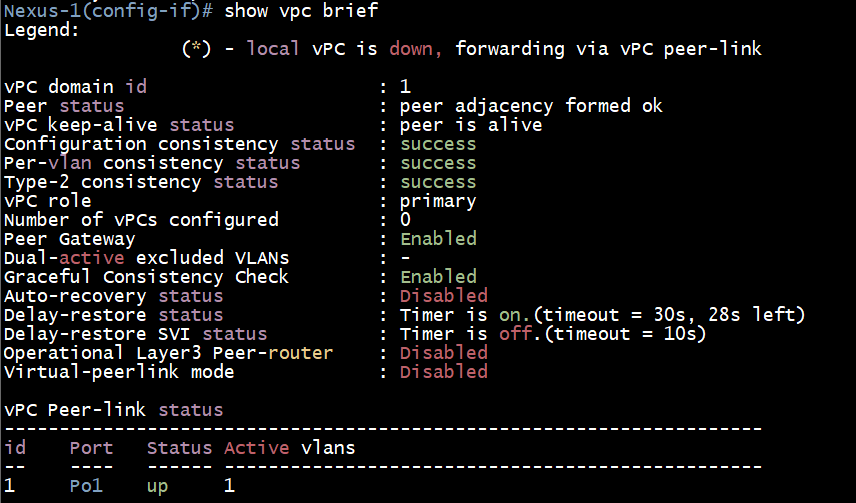 Nexus-1(config-if)# show vpc brief
Legend:
                (*) - local vPC is down, forwarding via vPC peer-link

vPC domain id                     : 1
Peer status                       : peer adjacency formed ok
vPC keep-alive status             : peer is alive
Configuration consistency status  : success
Per-vlan consistency status       : success
Type-2 consistency status         : success
vPC role                          : primary
Number of vPCs configured         : 0
Peer Gateway                      : Enabled
Dual-active excluded VLANs        : -
Graceful Consistency Check        : Enabled
Auto-recovery status              : Disabled
Delay-restore status              : Timer is on.(timeout = 30s, 28s left)
Delay-restore SVI status          : Timer is off.(timeout = 10s)
Operational Layer3 Peer-router    : Disabled
Virtual-peerlink mode             : Disabled

vPC Peer-link status
---------------------------------------------------------------------
id    Port   Status Active vlans
--    ----   ------ -------------------------------------------------
1     Po1    up     1